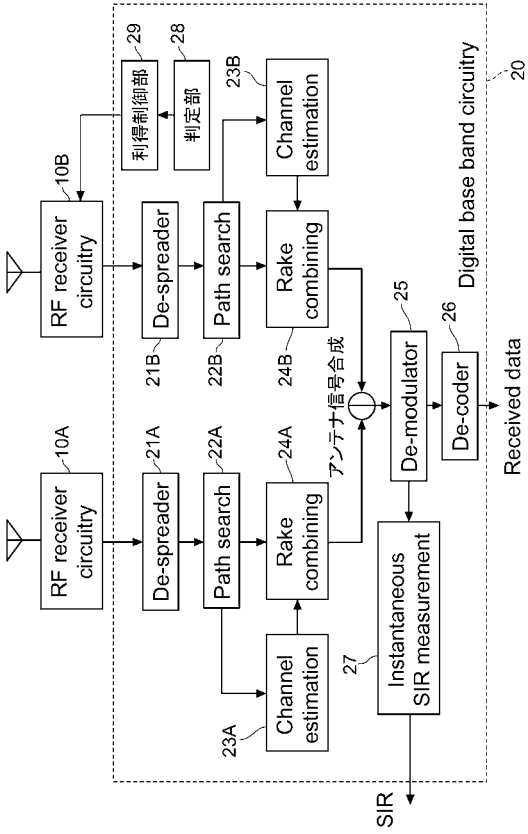 10A
RF receiver
circuitry
10B
RF receiver
circuitry
29
利得制御部
28
判定部
21A
De-spreader
21B
De-spreader
22A
Path search
22B
Path search
23A
Channel
estimation
24A
Rake
combining
24B
Rake
combining
23B
Channel
estimation
アンテナ信号合成
27
Instantaneous
SIR measurement
SIR
De-modulator
25
De-coder
26
Received data
Digital base band circuitry
20